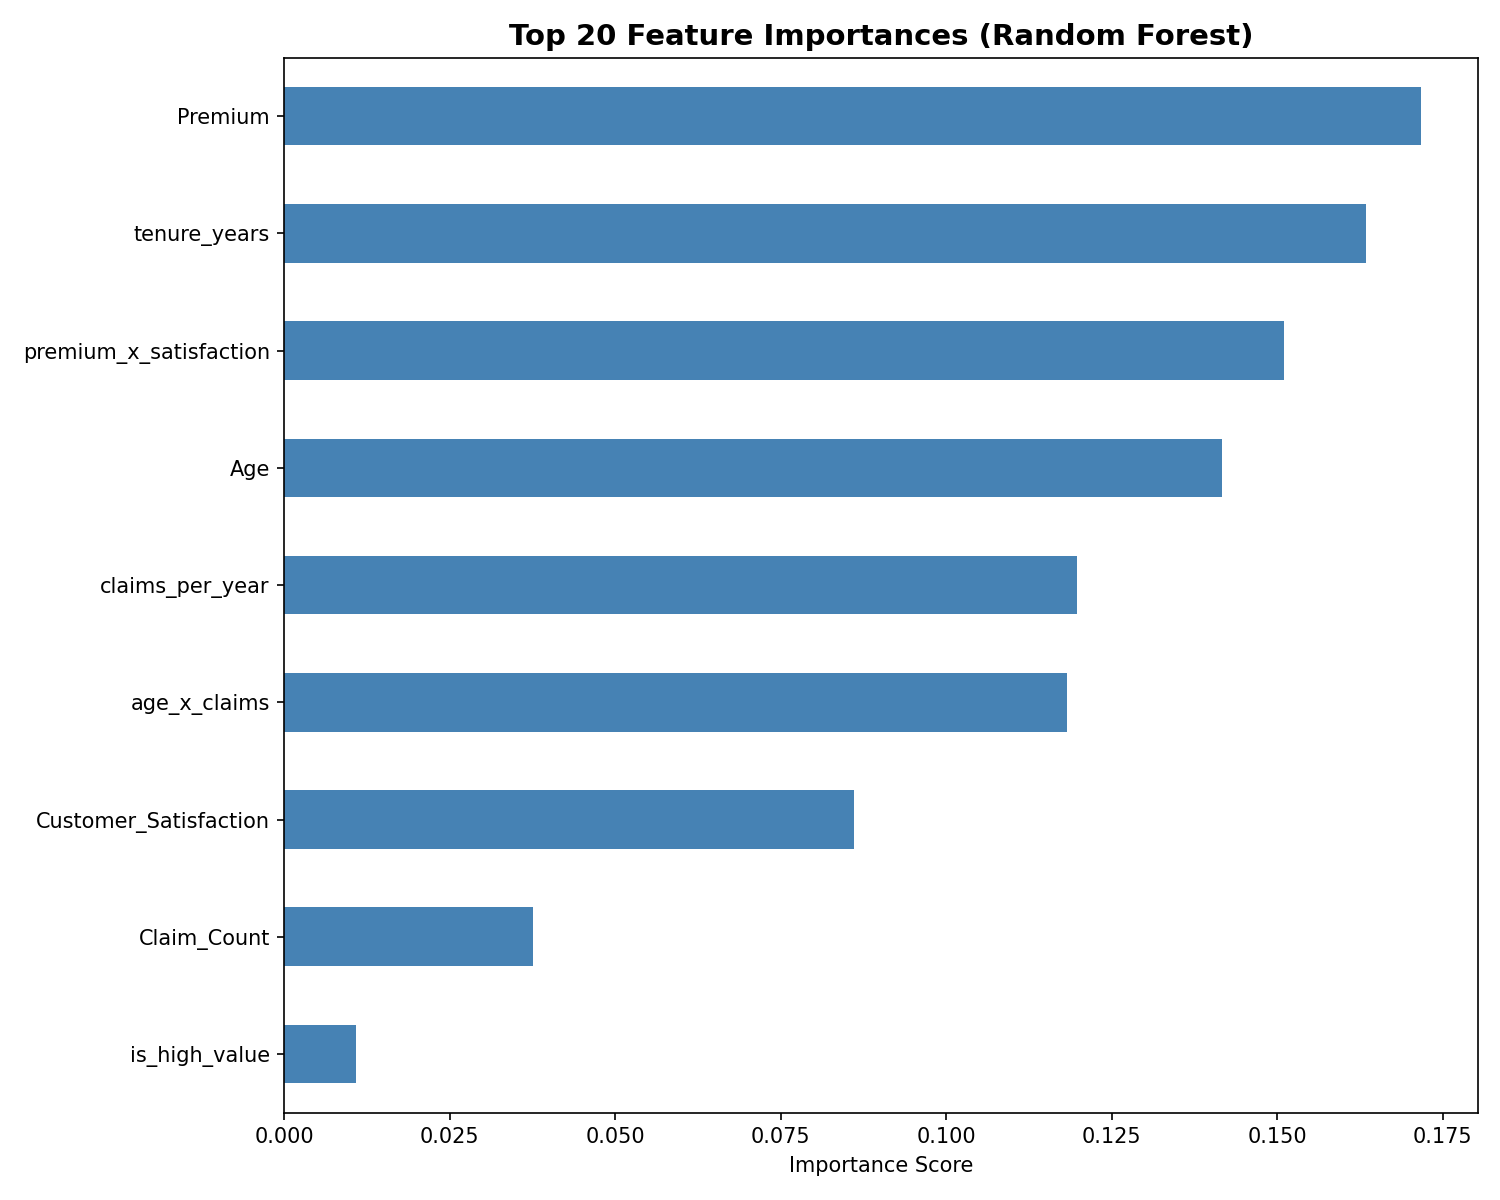 Top 20 Feature Importances (Random Forest)
Premium
tenure_years
premium_x_satisfaction
Age
claims_per_year
age_x_claims
Customer_Satisfaction
Claim_Count
is_high_value
0.000 0.025 0.050 0.075 0.100 0.125 0.150 0.175
Importance Score